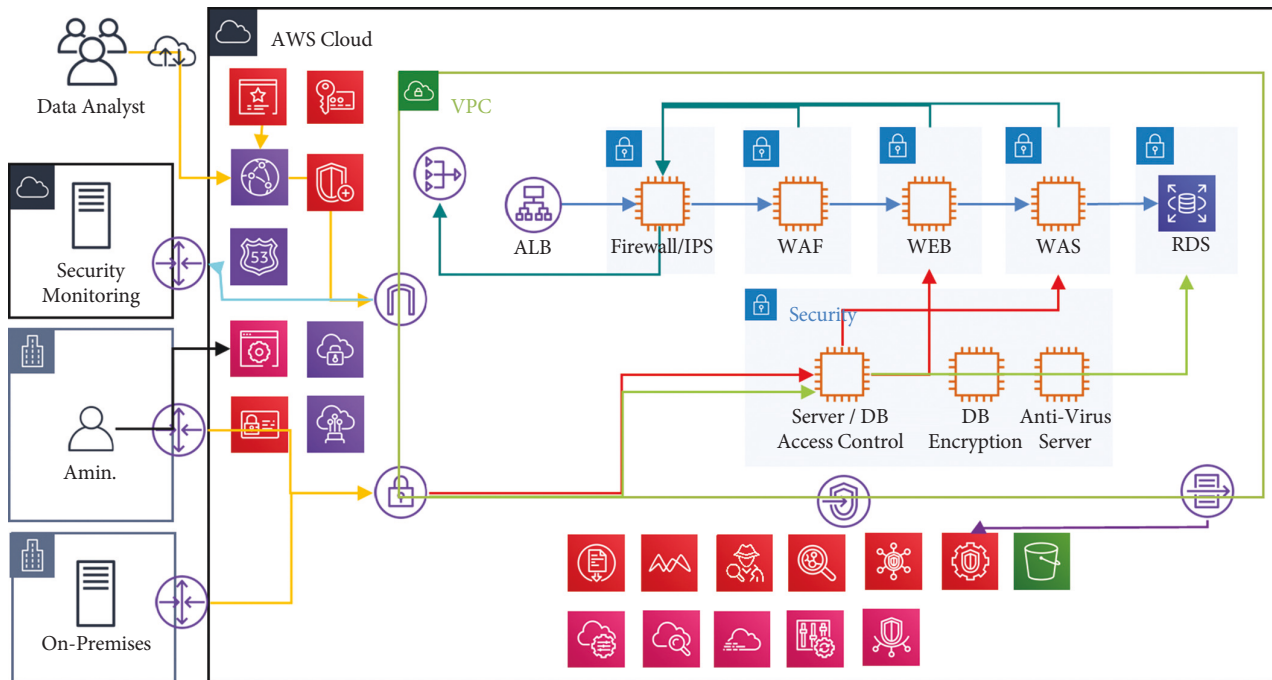 AWS Cloud
Data Analyst
VPC
ALB
Firewall/IPS
WAF
WEB
WAS
RDS
Security
Monitoring
53
Security
Server / DB
Access Control
DB
Encryption
Anti-Virus
Server
Amin.
On-Premises